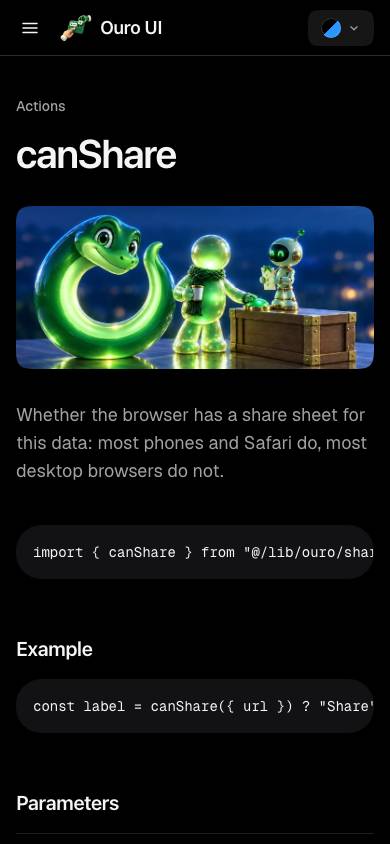 Ouro UI
Actions
canShare
Whether the browser has a share sheet for
this data: most phones and Safari do, most
desktop browsers do not.
import { canShare } from "@/lib/ouro/shar
Example
const label = canShare({ url }) ? "Share"
Parameters